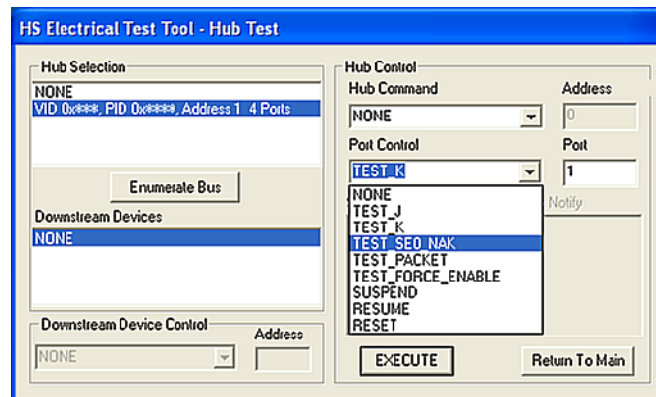 HS Electrical Test Tool - Hub Test
Hub Selection
NONE
VID 0x***, PID 0x****, Address 1 4 Ports
Enumerate Bus
Downstream Devices
NONE
Downstream Device Control
Address
NONE
Hub Control
Hub Command
Address
NONE
0
Port Control
Port
TEST_K
1
NONE
TEST_J
TEST_K
TEST_SE0_NAK
TEST_PACKET
TEST_FORCE_ENABLE
SUSPEND
RESUME
RESET
Notify
EXECUTE
Return To Main